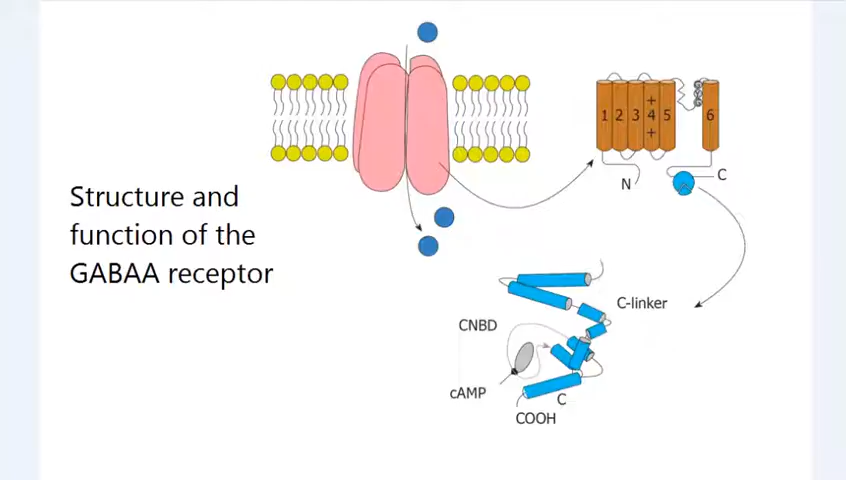 Structure and
function of the
GABAA receptor
1 2 3 + 4 + 5 6
N
C
C-linker
CNBD
cAMP
C
COOH